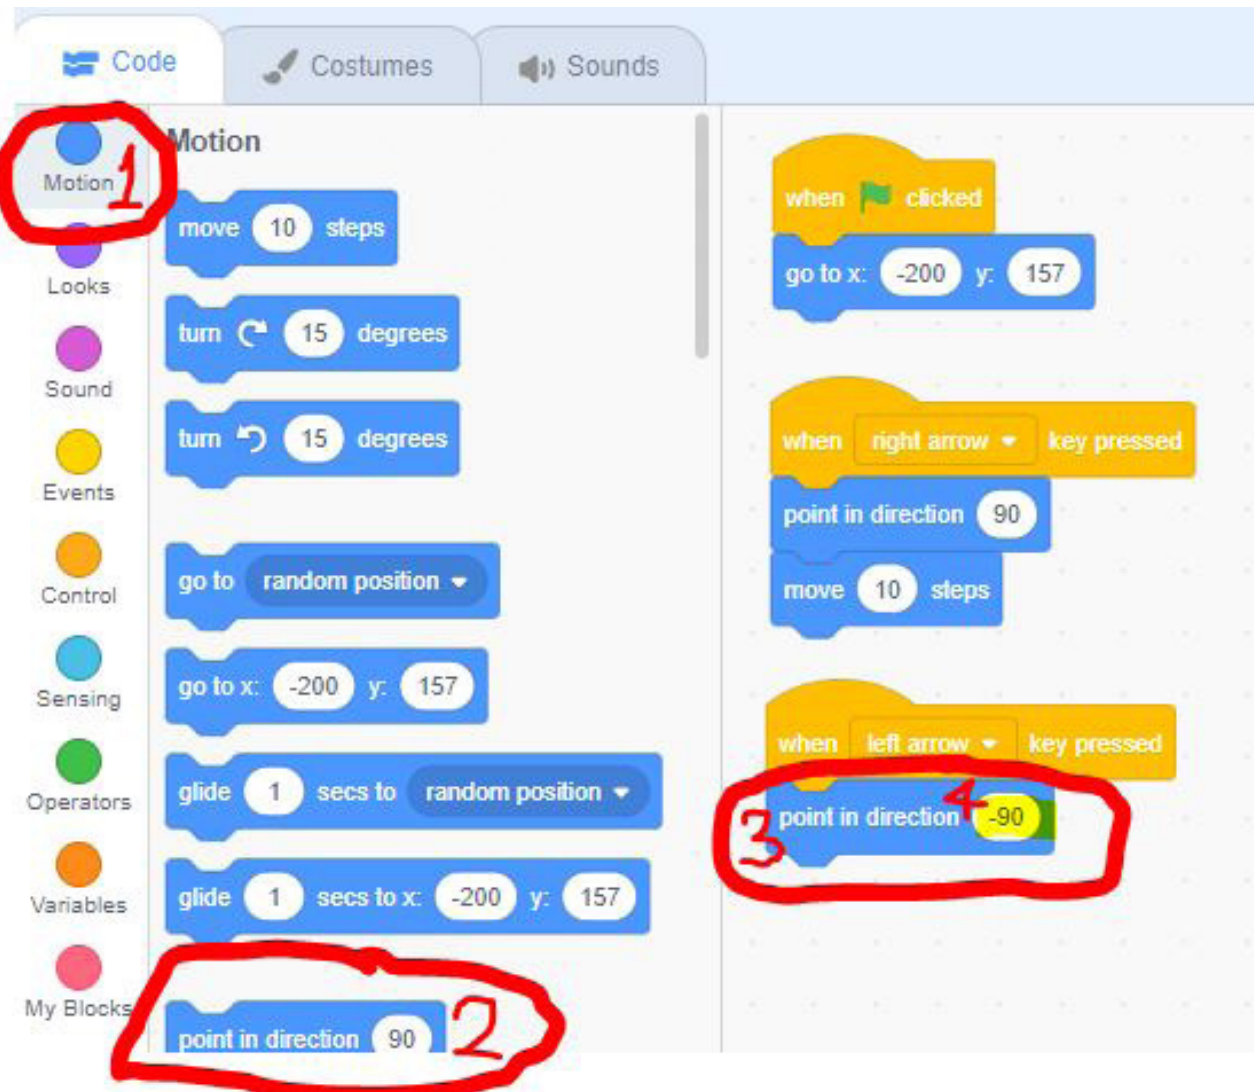 Code
Costumes
Sounds
Motion
Looks
Sound
Events
Control
Sensing
Operators
Variables
My Blocks
1
Motion
move 10 steps
turn 15 degrees
turn 15 degrees
go to random position
go to x: -200 y: 157
glide 1 secs to random position
glide 1 secs to x: -200 y: 157
point in direction 90
2
when clicked
go to x: -200 y: 157
when right arrow key pressed
point in direction 90
move 10 steps
when left arrow key pressed
3
point in direction -90
4